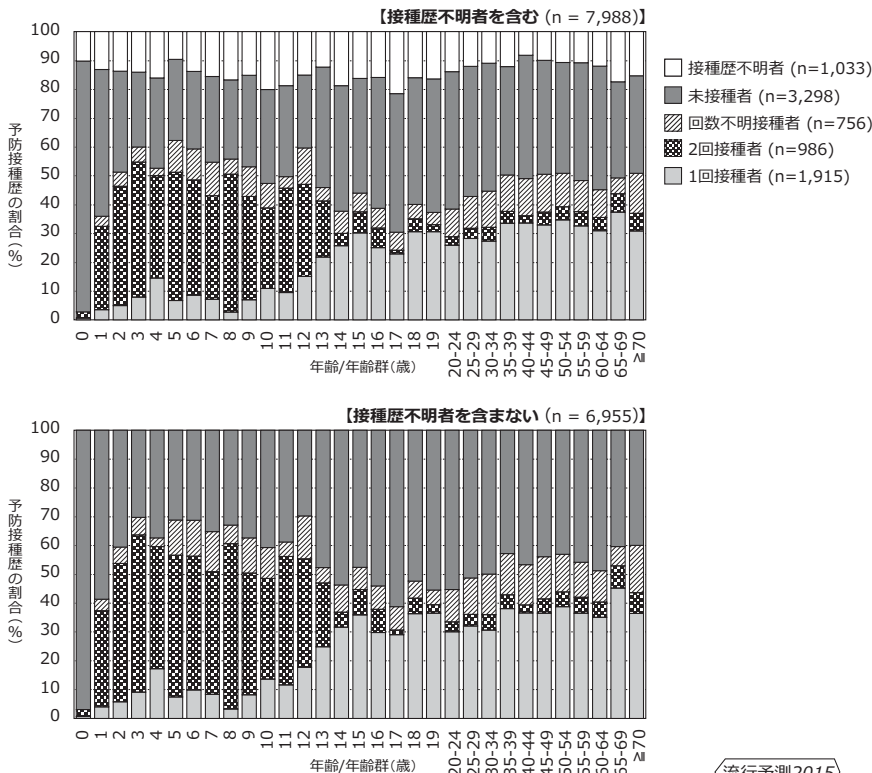 【接種歴不明者を含む (n = 7,988)】
100
90
80
70
60
50
40
30
20
10
0
予防接種歴の割合(%)
0 1 2 3 4 5 6 7 8 9 10 11 12 13 14 15 16 17 18 19 20-24 25-29 30-34 35-39 40-44 45-49 50-54 55-59 60-64 65-69 ≧70
年齢/年齢群(歳)
接種歴不明者 (n=1,033)
未接種者 (n=3,298)
回数不明接種者 (n=756)
2回接種者 (n=986)
1回接種者 (n=1,915)
【接種歴不明者を含まない (n = 6,955)】
100
90
80
70
60
50
40
30
20
10
0
予防接種歴の割合(%)
0 1 2 3 4 5 6 7 8 9 10 11 12 13 14 15 16 17 18 19 20-24 25-29 30-34 35-39 40-44 45-49 50-54 55-59 60-64 65-69 ≧70
年齢/年齢群(歳)
流行予測2015